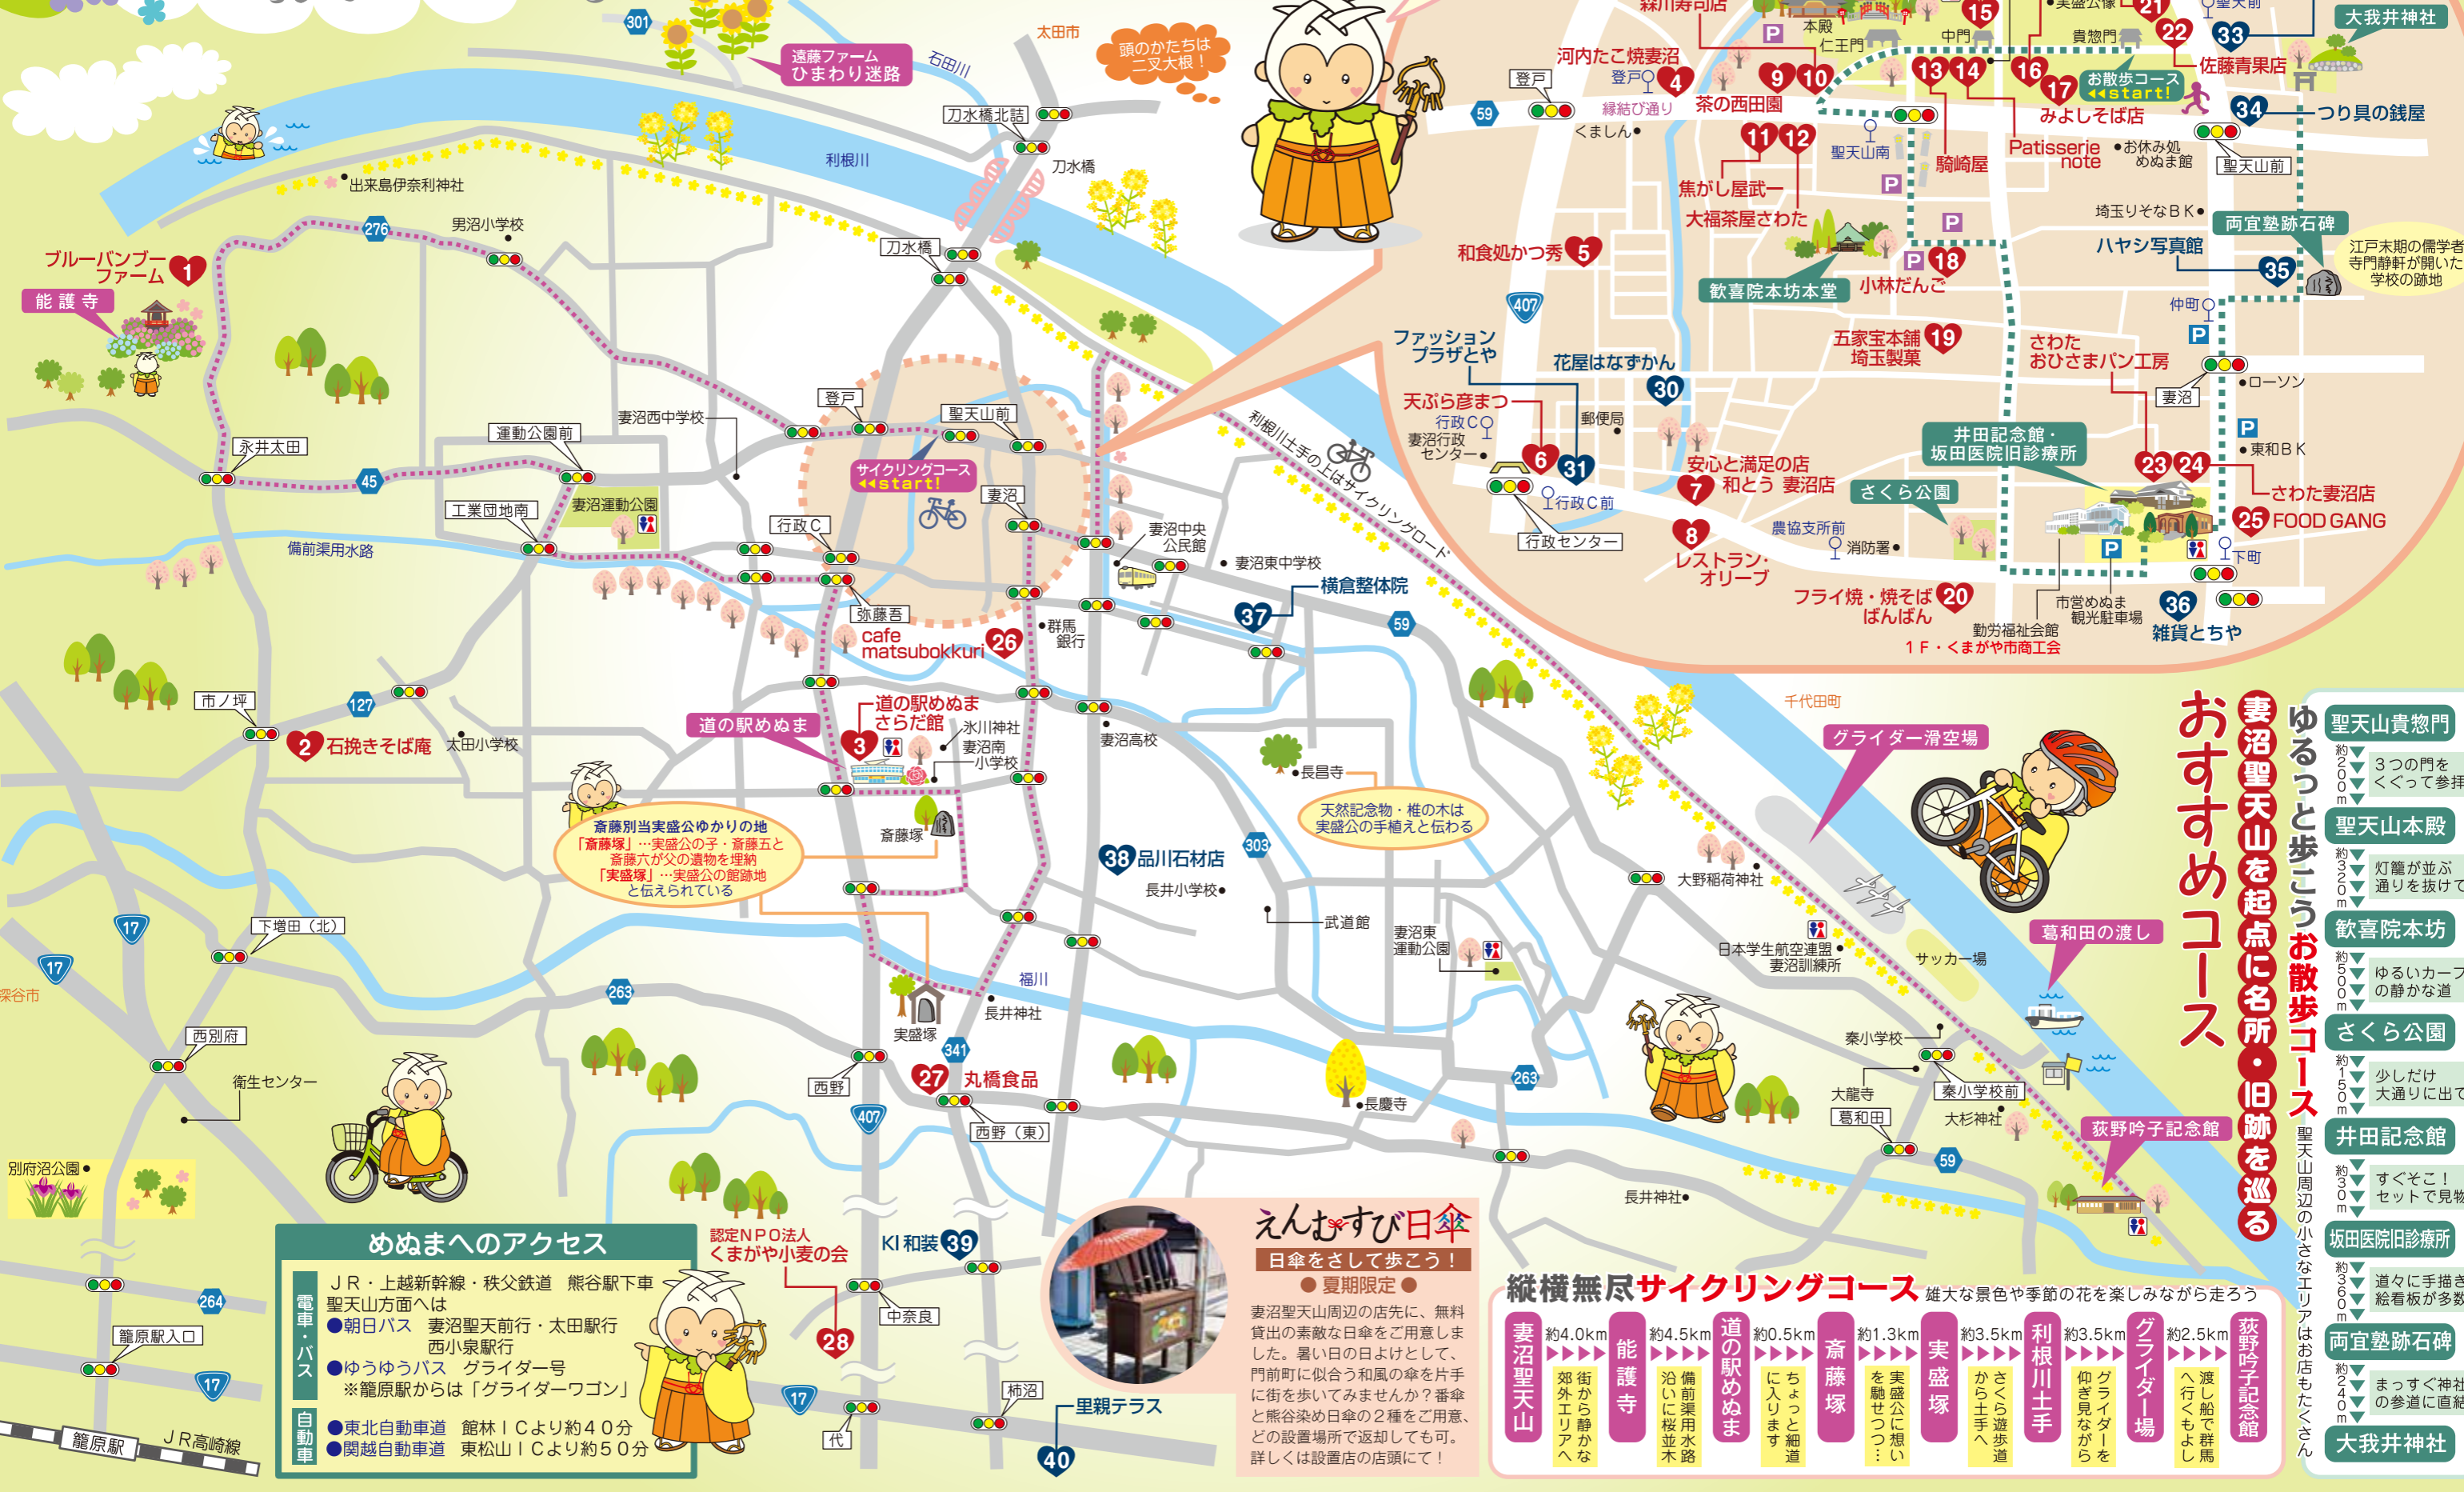 301
遠藤ファーム
ひまわり迷路
石田川
太田市
頭のかたちは
二叉大根！
刀水橋北詰
利根川
刀水橋
出来島伊奈利神社
276
男沼小学校
刀水橋
ブルーバンブー
ファーム
1
能護寺
永井太田
45
運動公園前
妻沼西中学校
登戸
聖天山前
サイクリングコース
◀◀start!
妻沼
工業団地南
妻沼運動公園
行政C
備前渠用水路
弥藤吾
cafe
matsubokkuri
26
群馬
銀行
妻沼中央
公民館
妻沼東中学校
横倉整体院
37
59
利根川土手の上はサイクリングロード
市ノ坪
127
2
石挽きそば庵
太田小学校
道の駅めぬま
3
道の駅めぬま
さらだ館
氷川神社
妻沼南
小学校
妻沼高校
斎藤別当実盛公ゆかりの地
「斎藤塚」…実盛公の子・斎藤五と
斎藤六が父の遺物を埋納
「実盛塚」…実盛公の館跡地
と伝えられている
斎藤塚
長昌寺
天然記念物・椎の木は
実盛公の手植えと伝わる
38
品川石材店
303
長井小学校
武道館
妻沼東
運動公園
17
17
深谷市
下増田（北）
263
福川
長井神社
実盛塚
341
西別府
衛生センター
西野
27
丸橋食品
407
西野（東）
長慶寺
263
別府沼公園
千代田町
グライダー滑空場
大野稲荷神社
日本学生航空連盟
妻沼訓練所
サッカー場
葛和田の渡し
秦小学校
大龍寺
秦小学校前
葛和田
大杉神社
59
荻野吟子記念館
長井神社
264
籠原駅入口
17
籠原駅
ＪＲ高崎線
認定ＮＰＯ法人
くまがや小麦の会
28
KI和装
39
中奈良
17
代
柿沼
里親テラス
40
めぬまへのアクセス
電車・バス
ＪＲ・上越新幹線・秩父鉄道　熊谷駅下車
聖天山方面へは
●朝日バス　妻沼聖天前行・太田駅行
西小泉駅行
●ゆうゆうバス　グライダー号
※籠原駅からは「グライダーワゴン」
自動車
●東北自動車道　館林ＩＣより約４０分
●関越自動車道　東松山ＩＣより約５０分
えんむすび日傘
日傘をさして歩こう！
●夏期限定●
妻沼聖天山周辺の店先に、無料
貸出の素敵な日傘をご用意しま
した。暑い日の日よけとして、
門前町に似合う和風の傘を片手
に街を歩いてみませんか？番傘
と熊谷染め日傘の２種をご用意、
どの設置場所で返却しても可。
詳しくは設置店の店頭にて！
森川寿司店
本殿
仁王門
15
中門
実盛公像
21
貴惣門
22
聖天前
33
大我井神社
佐藤青果店
河内たこ焼妻沼
登戸
4
縁結び通り
登戸
59
くましん
P
9
10
茶の西田園
13
14
16
17
お散歩コース
◀◀start!
みよしそば店
34
つり具の銭屋
11
12
焦がし屋武一
大福茶屋さわた
聖天山南
P
騎崎屋
Patisserie
note
お休み処
めぬま館
聖天山前
埼玉りそなＢＫ
両宜塾跡石碑
江戸末期の儒学者
寺門静軒が開いた
学校の跡地
和食処かつ秀
5
P
P
18
小林だんご
歓喜院本坊本堂
ハヤシ写真館
35
仲町
P
407
ファッション
プラザとや
花屋はなずかん
30
五家宝本舗
埼玉製菓
19
さわた
おひさまパン工房
妻沼
ローソン
天ぷら彦まつ
行政C
妻沼行政
センター
6
31
行政C前
行政センター
郵便局
安心と満足の店
和とう 妻沼店
7
8
レストラン・
オリーブ
農協支所前
消防署
さくら公園
井田記念館・
坂田医院旧診療所
P
東和ＢＫ
23
24
さわた妻沼店
25
FOOD GANG
下町
P
フライ焼・焼そば
ばんばん
20
勤労福祉会館
１Ｆ・くまがや市商工会
市営めぬま
観光駐車場
36
雑貨とちや
妻沼聖天山を起点に名所・旧跡を巡る
おすすめコース
ゆるっと歩こうお散歩コース
聖天山周辺の小さなエリアはお店もたくさん
聖天山貴惣門
約200m
３つの門を
くぐって参拝
聖天山本殿
約320m
灯籠が並ぶ
通りを抜けて
歓喜院本坊
約500m
ゆるいカーブ
の静かな道
さくら公園
約150m
少しだけ
大通りに出て
井田記念館
約30m
すぐそこ！
セットで見物
坂田医院旧診療所
約360m
道々に手描き
絵看板が多数
両宜塾跡石碑
約240m
まっすぐ神社
の参道に直結
大我井神社
縦横無尽サイクリングコース
雄大な景色や季節の花を楽しみながら走ろう
妻沼聖天山
約4.0km
街から静かな
郊外エリアへ
能護寺
約4.5km
備前渠用水路
沿いに桜並木
道の駅めぬま
約0.5km
ちょっと細道
に入ります
斎藤塚
約1.3km
実盛公に想い
を馳せつつ…
実盛塚
約3.5km
さくら遊歩道
から土手へ
利根川土手
約3.5km
グライダーを
仰ぎ見ながら
グライダー場
約2.5km
渡し船で群馬
へ行くもよし
荻野吟子記念館